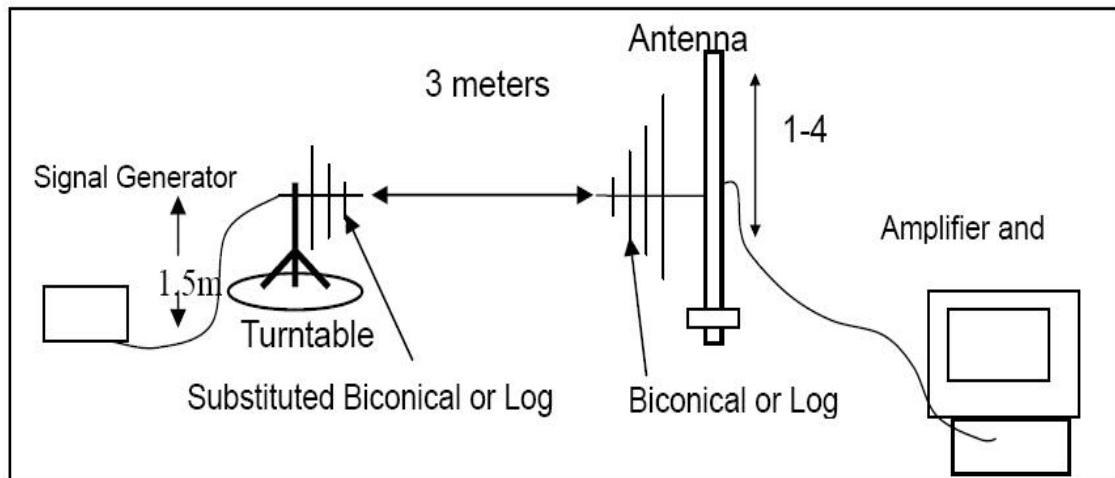 Antenna
3 meters
1-4
Signal Generator
Amplifier and
1.5m
Turntable
Substituted Biconical or Log
Biconical or Log